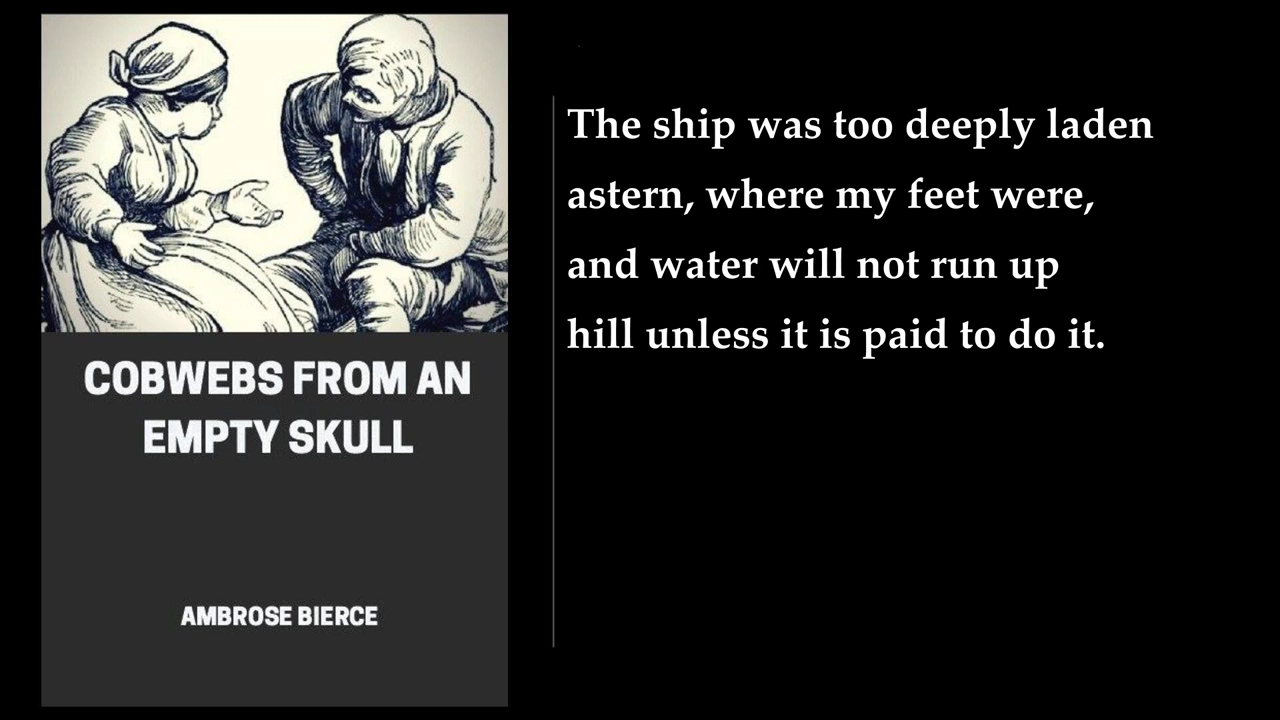 COBWEBS FROM AN
EMPTY SKULL
AMBROSE BIERCE
The ship was too deeply laden
astern, where my feet were,
and water will not run up
hill unless it is paid to do it.